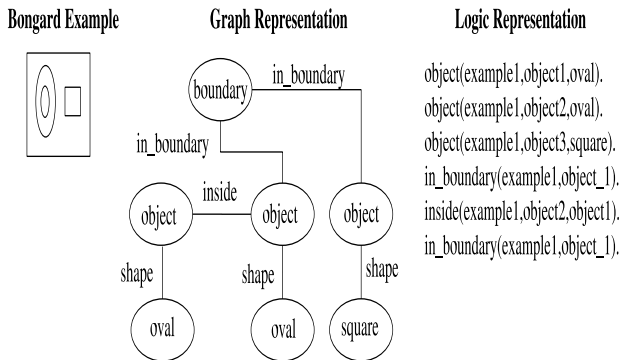 Bongard Example
Graph Representation
Logic Representation
boundary
in_boundary
in_boundary
object
inside
object
object
shape
shape
shape
oval
oval
square
object(example1,object1,oval).
object(example1,object2,oval).
object(example1,object3,square).
in_boundary(example1,object_1).
inside(example1,object2,object1).
in_boundary(example1,object_1).